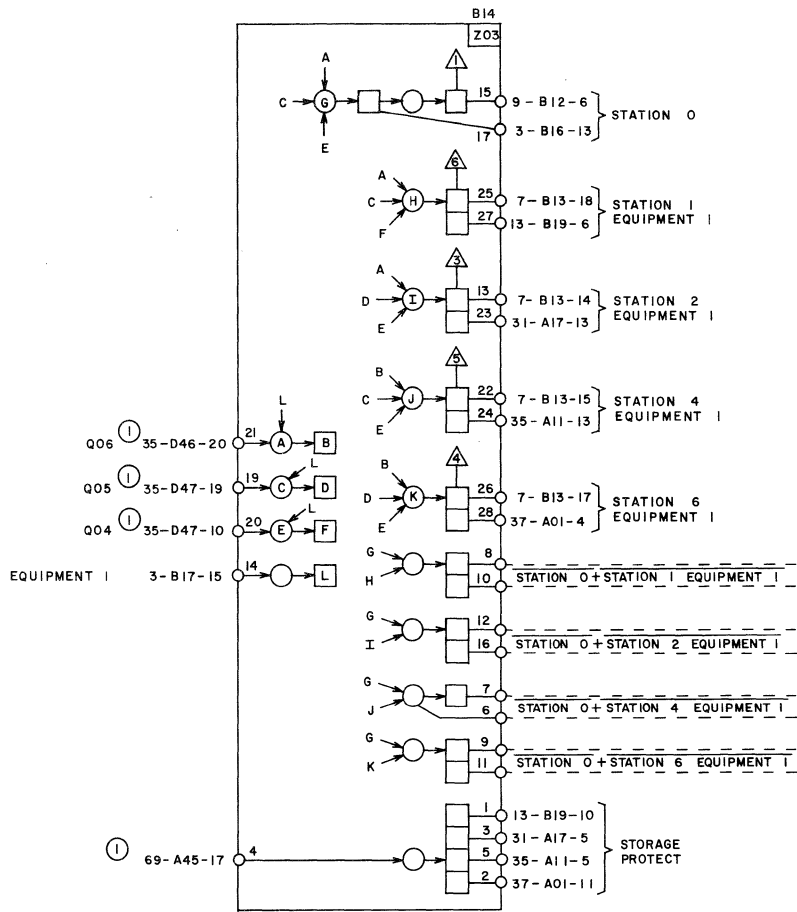 B14
Z03
A
1
C
G
15
9-B12-6
STATION 0
17
3-B16-13
E
6
A
C
H
25
7-B13-18
STATION 1
27
13-B19-6
EQUIPMENT 1
F
3
A
D
I
13
7-B13-14
STATION 2
23
31-A17-13
EQUIPMENT 1
E
5
B
C
J
22
7-B13-15
STATION 4
24
35-A11-13
EQUIPMENT 1
E
L
Q06
1
35-D46-20
21
A
B
4
B
L
Q05
1
35-D47-19
19
C
D
D
K
26
7-B13-17
STATION 6
28
37-A01-4
EQUIPMENT 1
E
L
Q04
1
35-D47-10
20
E
F
EQUIPMENT 1
3-B17-15
14
L
G
8
H
10
STATION 0+STATION 1 EQUIPMENT 1
G
12
I
16
STATION 0+STATION 2 EQUIPMENT 1
G
7
J
6
STATION 0+STATION 4 EQUIPMENT 1
G
9
K
11
STATION 0+STATION 6 EQUIPMENT 1
1
13-B19-10
3
31-A17-5
STORAGE
PROTECT
1
69-A45-17
4
5
35-A11-5
2
37-A01-11